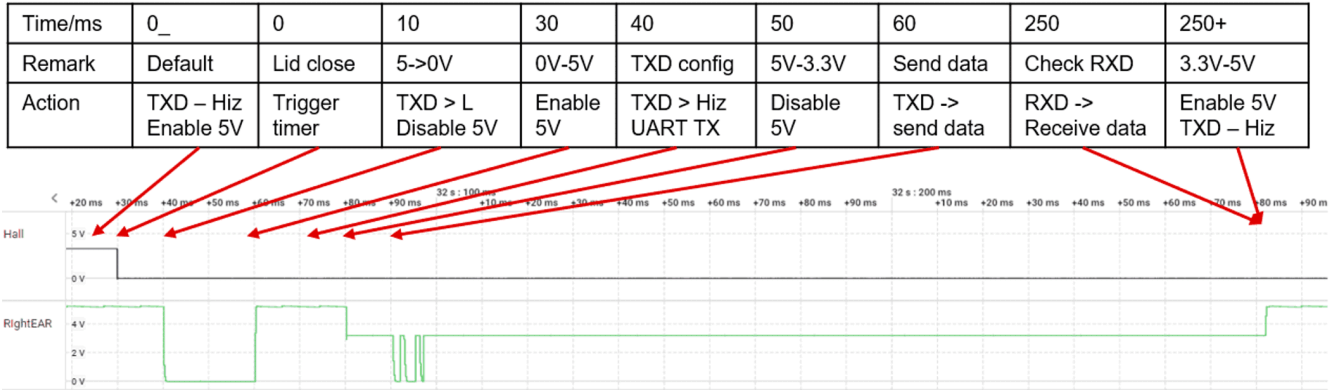 Time/ms 0_ 0 10 30 40 50 60 250 250+
Remark Default Lid close 5->0V 0V-5V TXD config 5V-3.3V Send data Check RXD 3.3V-5V
Action TXD – Hiz Trigger TXD > L Enable TXD > Hiz Disable TXD -> RXD -> Enable 5V
Enable 5V timer Disable 5V 5V UART TX 5V send data Receive data TXD – Hiz
32 s : 100 ms 32 s : 200 ms
+20 ms +30 ms +40 ms +50 ms +60 ms +70 ms +80 ms +90 ms +10 ms +20 ms +30 ms +40 ms +50 ms +60 ms +70 ms +80 ms +90 ms +10 ms +20 ms +30 ms +40 ms +50 ms +60 ms +70 ms +80 ms +90 m
Hall
5 V
0 V
RightEAR
4 V
2 V
0 V